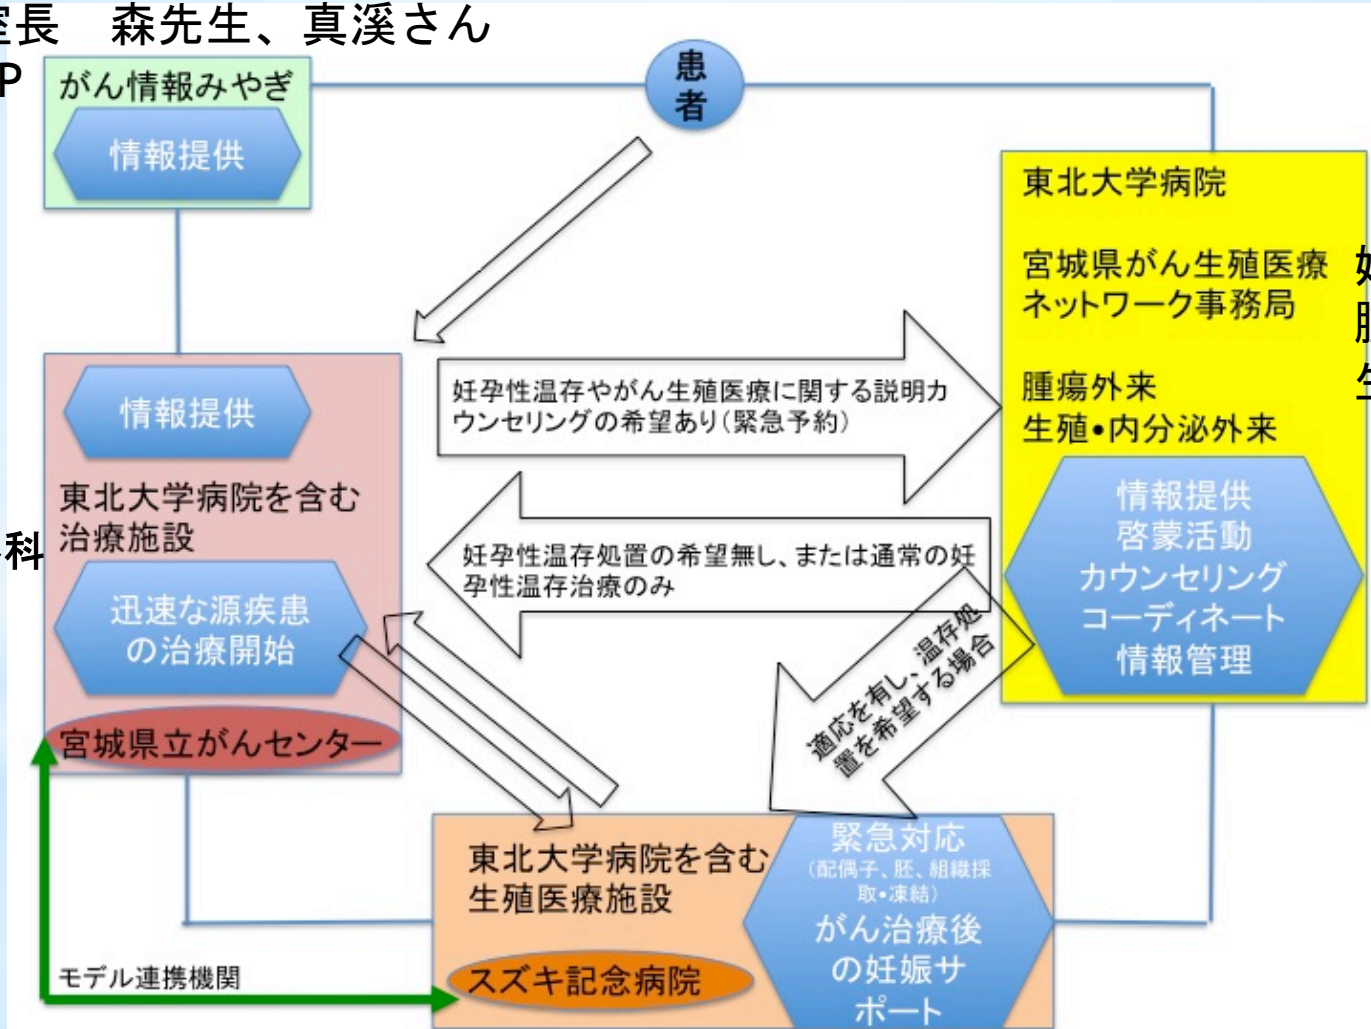 室長　森先生、真溪さん
P
がん情報みやぎ
情報提供
患
者
東北大学病院
宮城県がん生殖医療
ネットワーク事務局
腫瘍外来
生殖•内分泌外来
情報提供
啓蒙活動
カウンセリング
コーディネート
情報管理
情報提供
東北大学病院を含む
治療施設
科
迅速な源疾患
の治療開始
宮城県立がんセンター
妊孕性温存やがん生殖医療に関する説明カ
ウンセリングの希望あり（緊急予約）
妊孕性温存処置の希望無し、または通常の妊
孕性温存治療のみ
適応を有し、温存処
置を希望する場合
東北大学病院を含む
生殖医療施設
スズキ記念病院
緊急対応
（配偶子、胚、組織採
取•凍結）
がん治療後
の妊娠サ
ポート
モデル連携機関